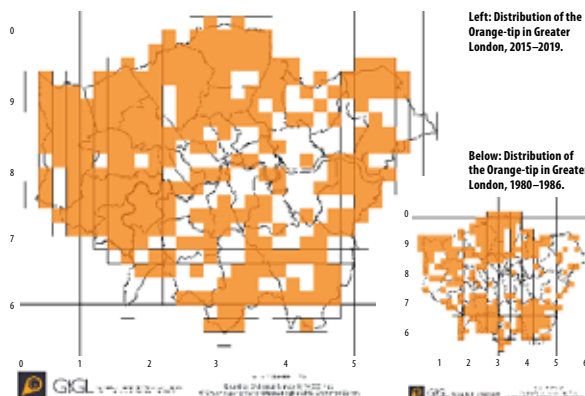 Left: Distribution of the
Orange-tip in Greater
London, 2015–2019.
0
9
8
7
6
0 1 2 3 4 5
Below: Distribution of
the Orange-tip in Greater
London, 1980–1986.
0
9
8
7
6
1 2 3 4 5 6
GIGL
GIGL